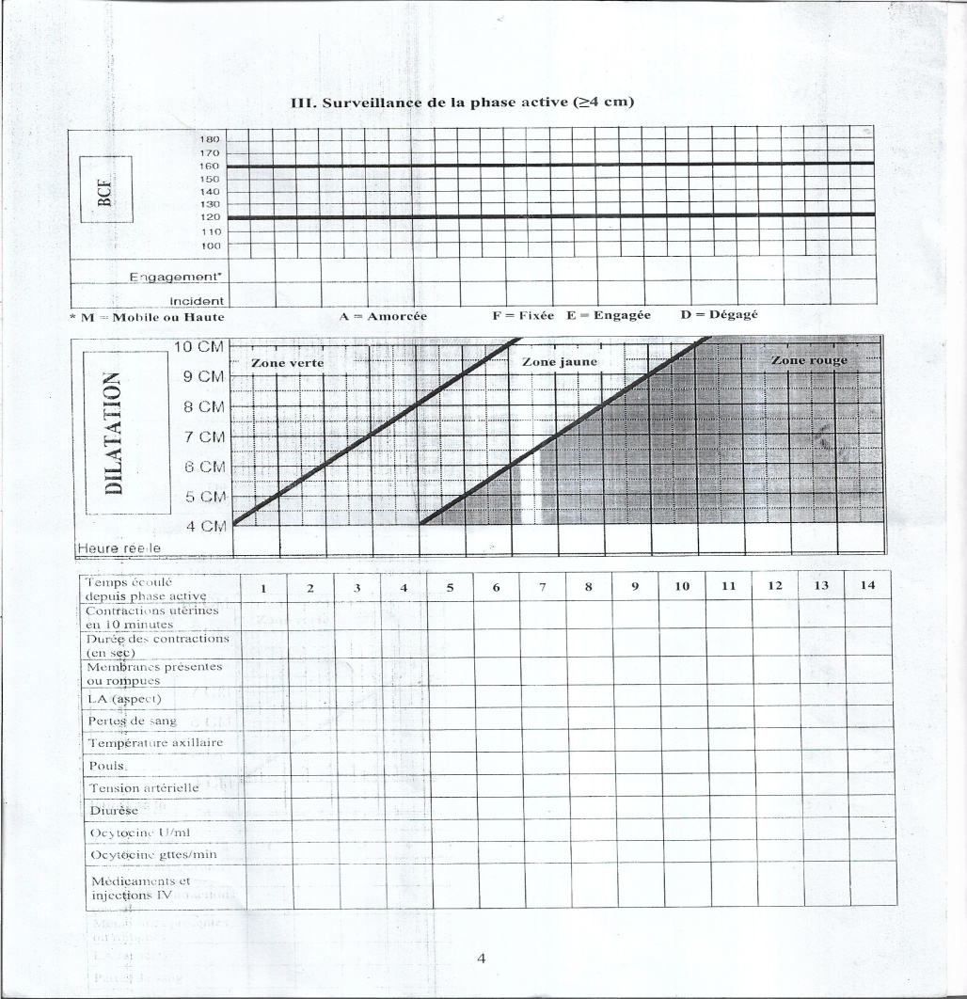 III. Surveillance de la phase active (≥4 cm)
BCF
180
170
160
150
140
130
120
110
100
Engagement*
Incident
* M = Mobile ou Haute A = Amorcée F = Fixée E = Engagée D = Dégagé
DILATATION
10 CM
9 CM
8 CM
7 CM
6 CM
5 CM
4 CM
Zone verte Zone jaune Zone rouge
Heure réelle
Temps écoulé
depuis phase active
1 2 3 4 5 6 7 8 9 10 11 12 13 14
Contractions utérines
en 10 minutes
Durée des contractions
(en sec)
Membranes présentes
ou rompues
LA (aspect)
Pertes de sang
Température axillaire
Pouls
Tension artérielle
Diurèse
Ocytocine U/ml
Ocytocine gttes/min
Médicaments et
injections IV
4